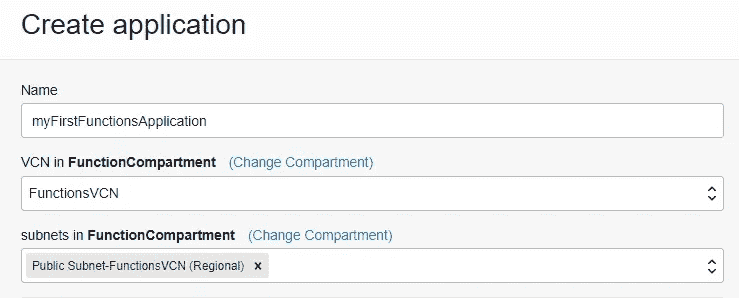 Create application
Name
myFirstFunctionsApplication
VCN in FunctionCompartment (Change Compartment)
FunctionsVCN
subnets in FunctionCompartment (Change Compartment)
Public Subnet-FunctionsVCN (Regional) ×